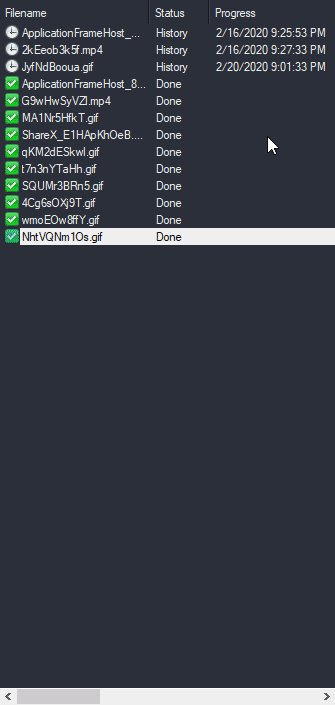 Filename Status Progress
ApplicationFrameHost_... History 2/16/2020 9:25:53 PM
2kEeob3k5f.mp4 History 2/16/2020 9:27:33 PM
JyfNdBooua.gif History 2/20/2020 9:01:33 PM
ApplicationFrameHost_8... Done
G9wHwSyVZl.mp4 Done
MA1Nr5HfkT.gif Done
ShareX_E1HApKhOeB.... Done
qKM2dESkwl.gif Done
t7n3nYTaHh.gif Done
SQUMr3BRn5.gif Done
4Cg6sOXj9T.gif Done
wmoEOw8ffY.gif Done
NhtVQNm1Os.gif Done